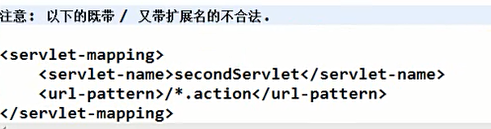 注意: 以下的既带 / 又带扩展名的不合法.
<servlet-mapping>
<servlet-name>secondServlet</servlet-name>
<url-pattern>/*.action</url-pattern>
</servlet-mapping>